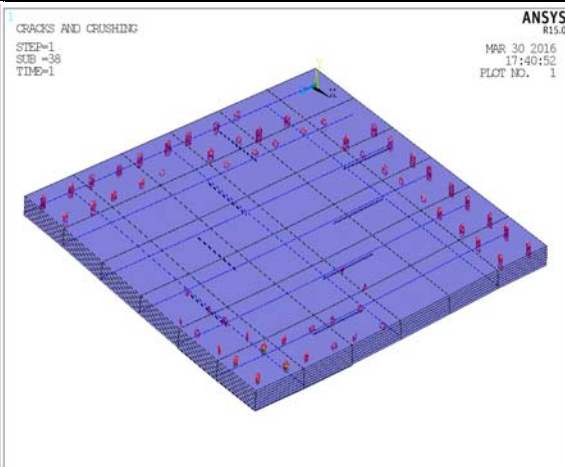 1
CRACKS AND CRUSHING
STEP=1
SUB =38
TIME=1
ANSYS
R15.0
MAR 30 2016
17:40:52
PLOT NO. 1
Y
X